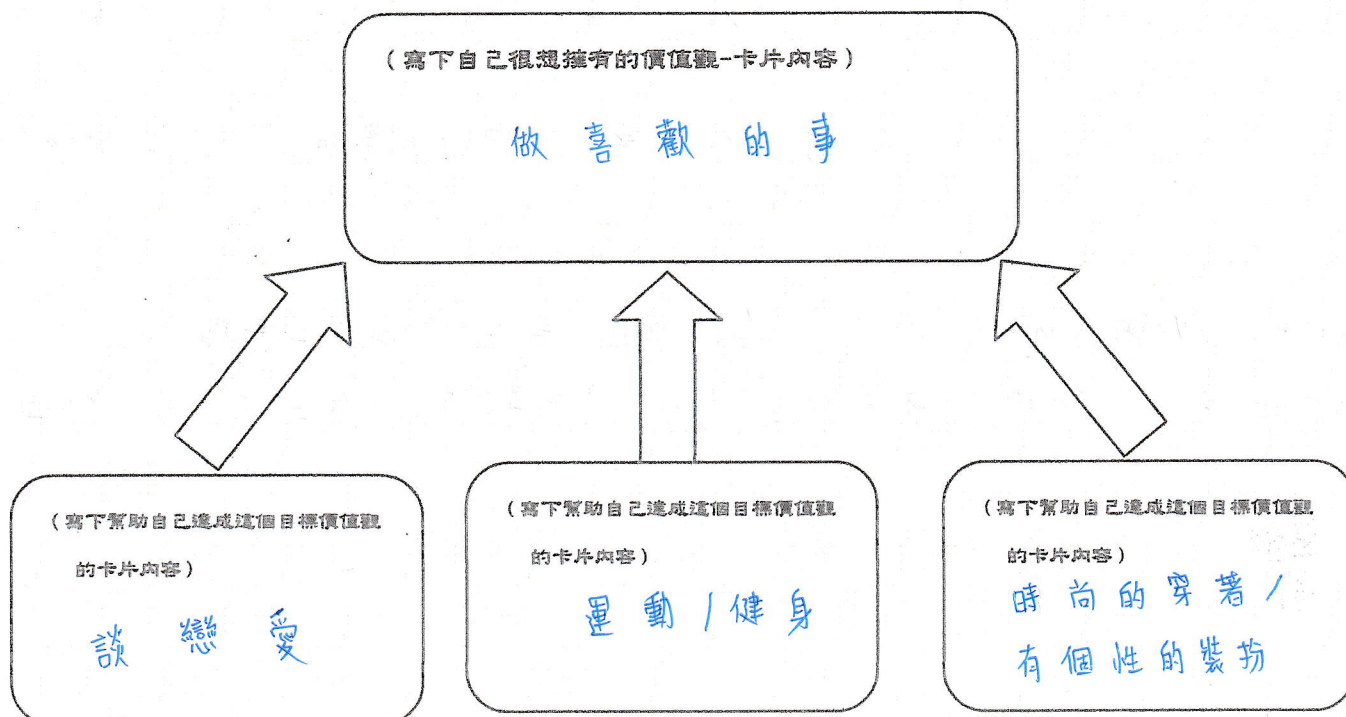 （寫下自己很想擁有的價值觀-卡片內容）
做喜歡的事
（寫下幫助自己達成這個目標價值觀
的卡片內容）
談戀愛
（寫下幫助自己達成這個目標價值觀
的卡片內容）
運動/健身
（寫下幫助自己達成這個目標價值觀
的卡片內容）
時尚的穿著/
有個性的裝扮